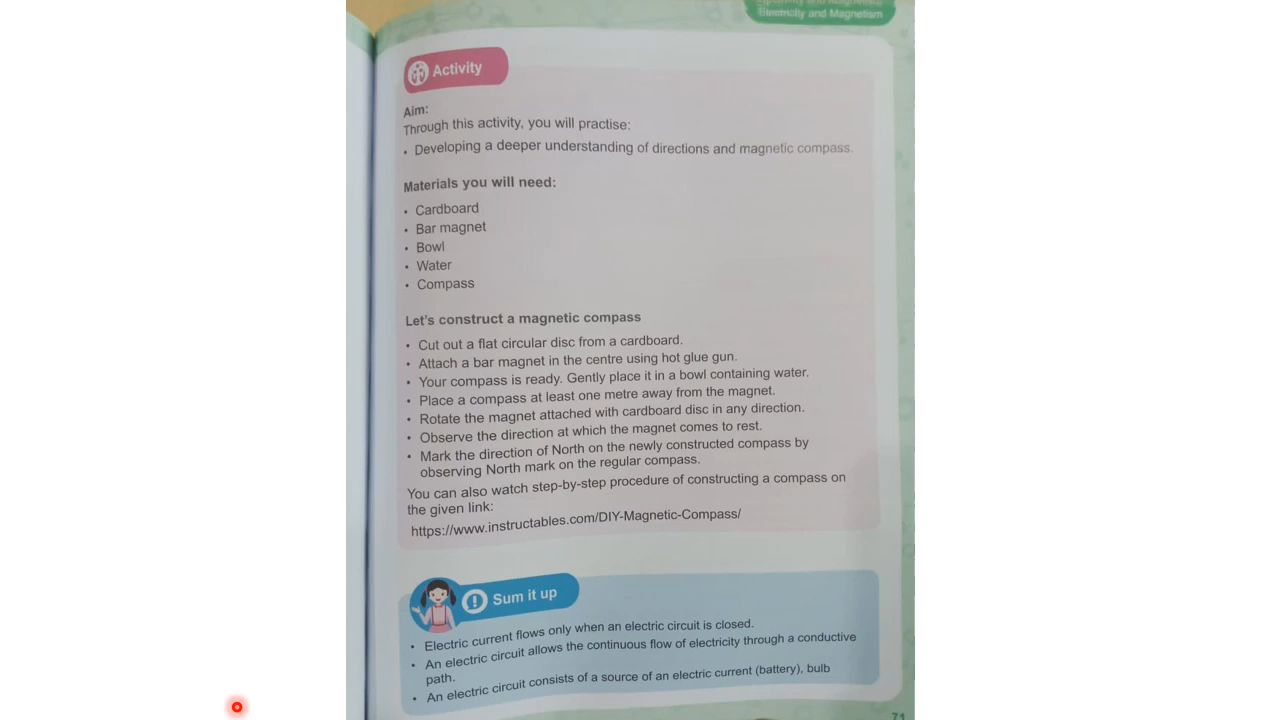 Electricity and Magnetism
Activity
Aim:
Through this activity, you will practise:
• Developing a deeper understanding of directions and magnetic compass.
Materials you will need:
• Cardboard
• Bar magnet
• Bowl
• Water
• Compass
Let's construct a magnetic compass
• Cut out a flat circular disc from a cardboard.
• Attach a bar magnet in the centre using hot glue gun.
• Your compass is ready. Gently place it in a bowl containing water.
• Place a compass at least one metre away from the magnet.
• Rotate the magnet attached with cardboard disc in any direction.
• Observe the direction at which the magnet comes to rest.
• Mark the direction of North on the newly constructed compass by
observing North mark on the regular compass.
You can also watch step-by-step procedure of constructing a compass on
the given link:
https://www.instructables.com/DIY-Magnetic-Compass/
Sum it up
• Electric current flows only when an electric circuit is closed.
• An electric circuit allows the continuous flow of electricity through a conductive
path.
• An electric circuit consists of a source of an electric current (battery), bulb
71